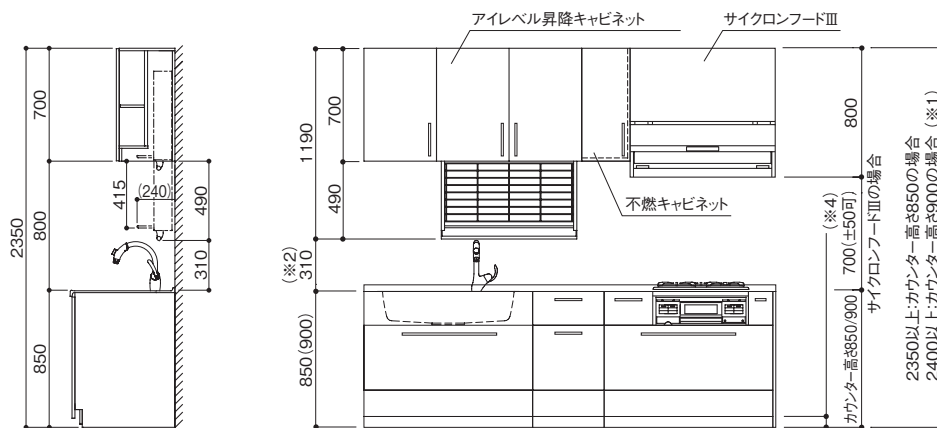 アイレベル昇降キャビネット
サイクロンフードⅢ
700
800
2350
850
415
(240)
490
310
1190
700
490
(※2)
310
850(900)
不燃キャビネット
800
(※4)
700(±50可)
サイクロンフードⅢの場合
カウンター高さ850/900
2350以上:カウンター高さ850の場合
2400以上:カウンター高さ900の場合(※1)